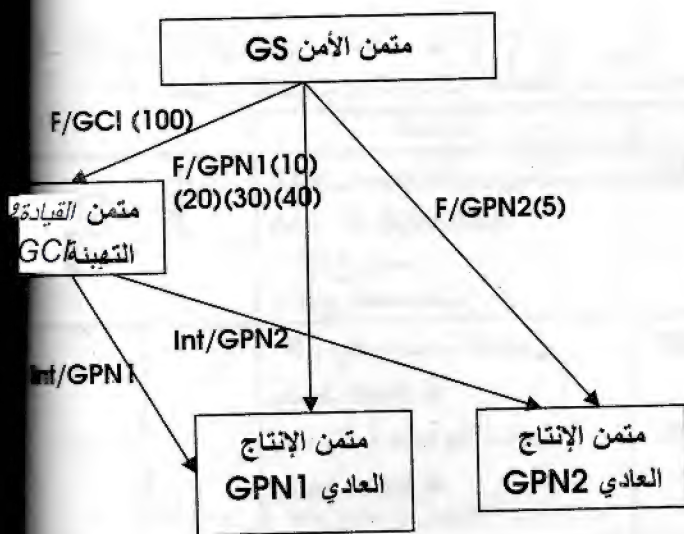 متمن الأمن GS
F/GCI (100)
F/GPN1(10)
(20)(30)(40)
F/GPN2(5)
متمن القيادة و
التهيئة GCI
Int/GPN2
Int/GPN1
متمن الإنتاج
العادي GPN1
متمن الإنتاج
العادي GPN2